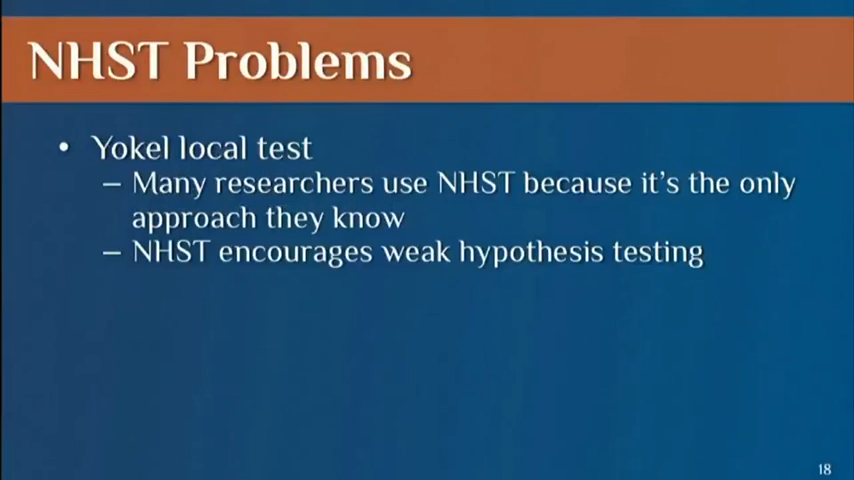 NHST Problems
• Yokel local test
– Many researchers use NHST because it's the only
approach they know
– NHST encourages weak hypothesis testing
18